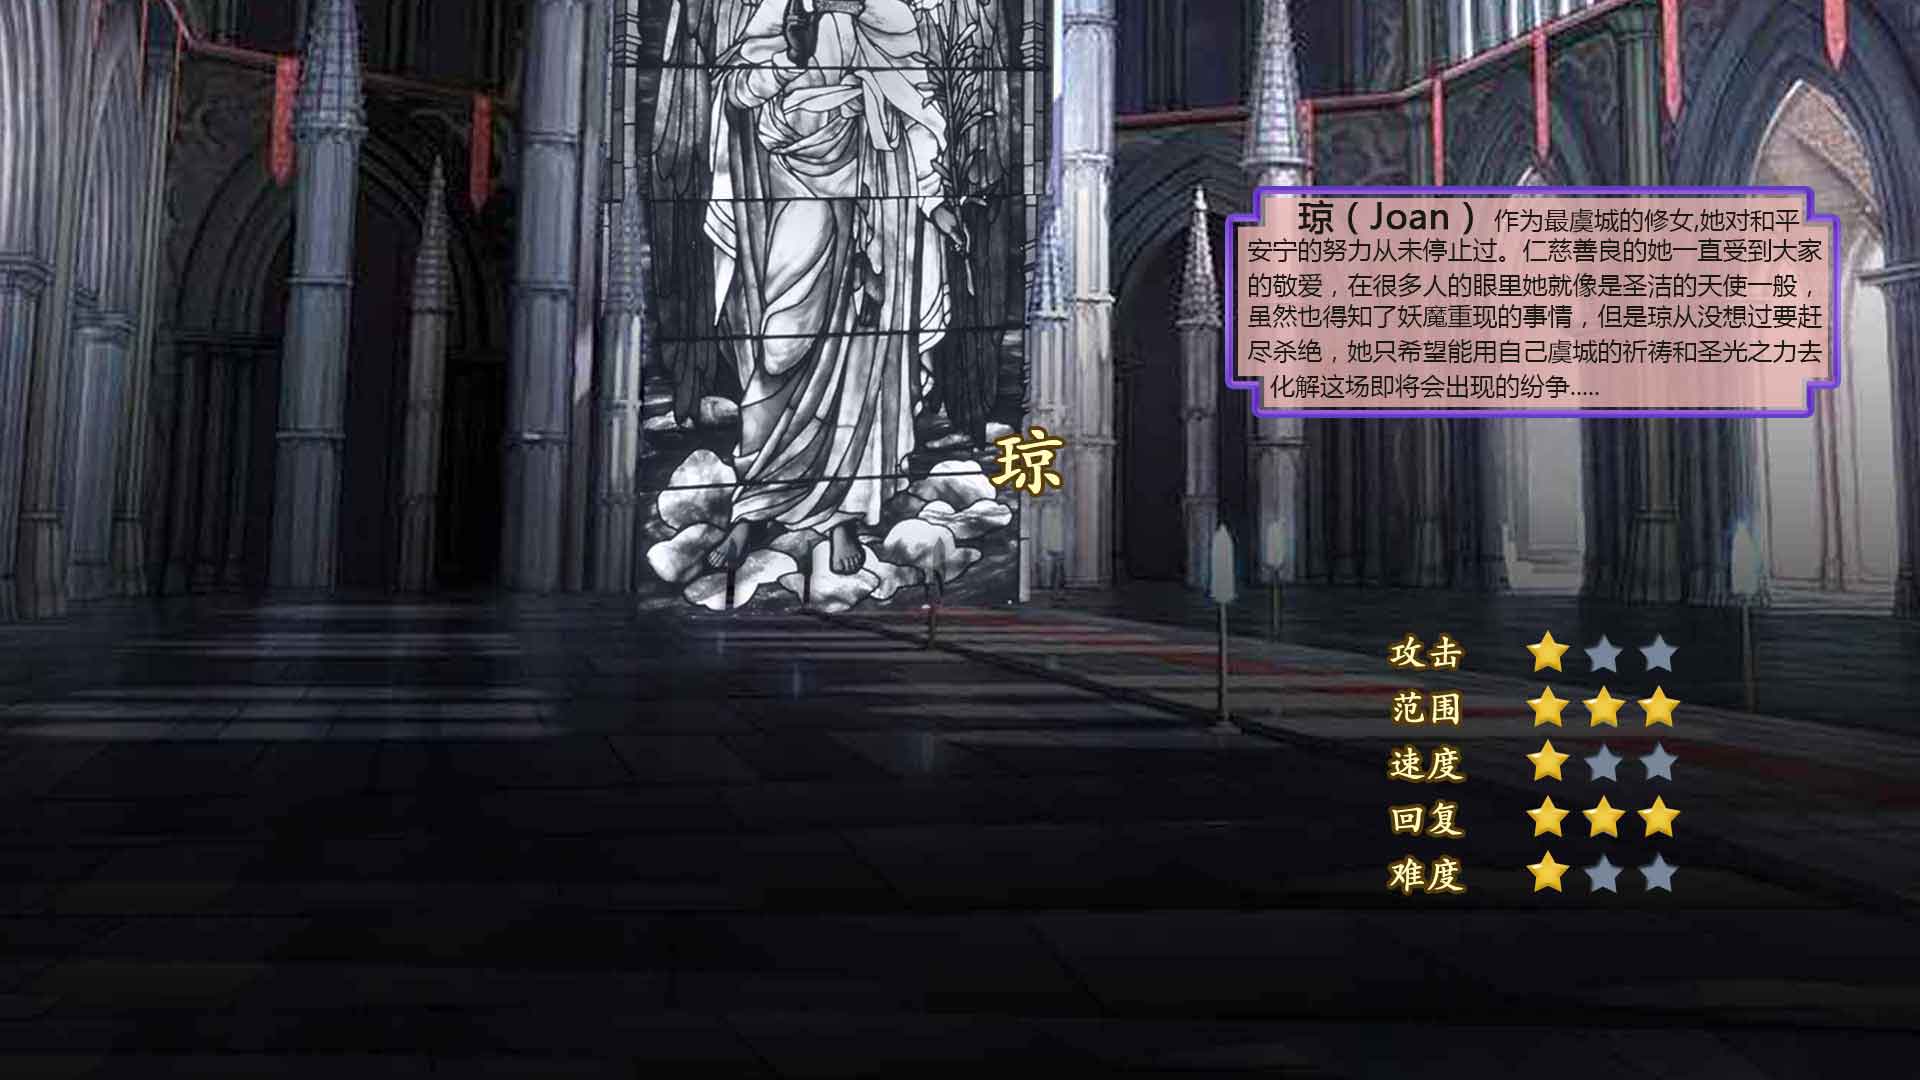 琼（Joan）作为最虔城的修女,她对和平
安宁的努力从未停止过。仁慈善良的她一直受到大家
的敬爱，在很多人的眼里她就像是圣洁的天使一般，
虽然也得知了妖魔重现的事情，但是琼从没想过要赶
尽杀绝，她只希望能用自己虔城的祈祷和圣光之力去
化解这场即将会出现的纷争.....
琼
攻击
范围
速度
回复
难度